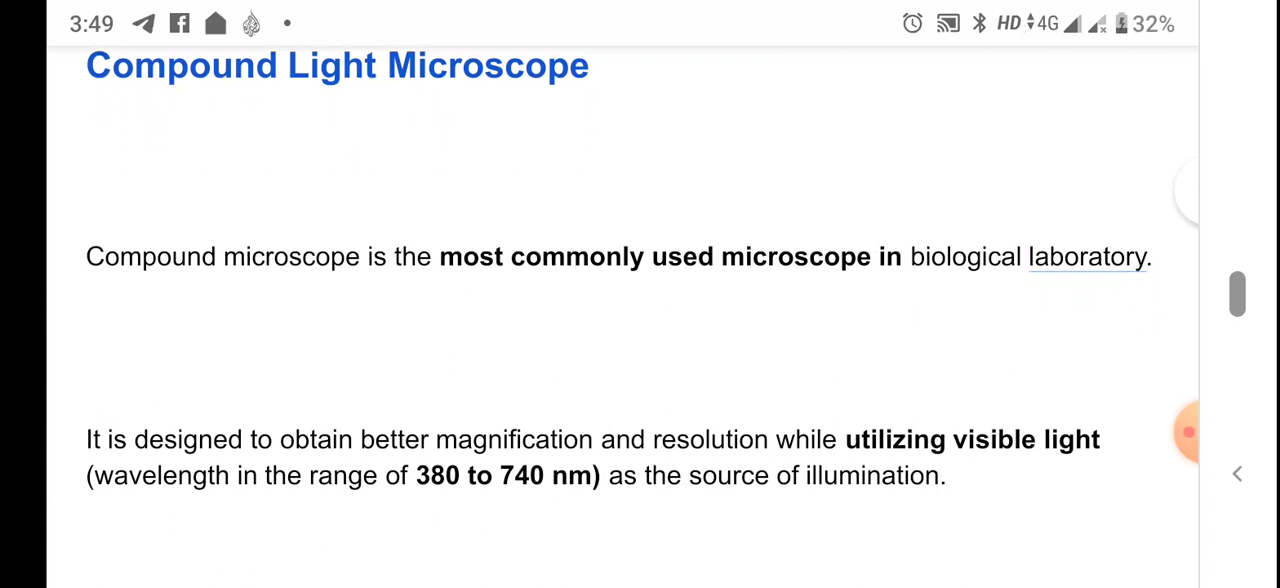 3:49 HD 4G 32%
Compound Light Microscope
Compound microscope is the most commonly used microscope in biological laboratory.
It is designed to obtain better magnification and resolution while utilizing visible light
(wavelength in the range of 380 to 740 nm) as the source of illumination.